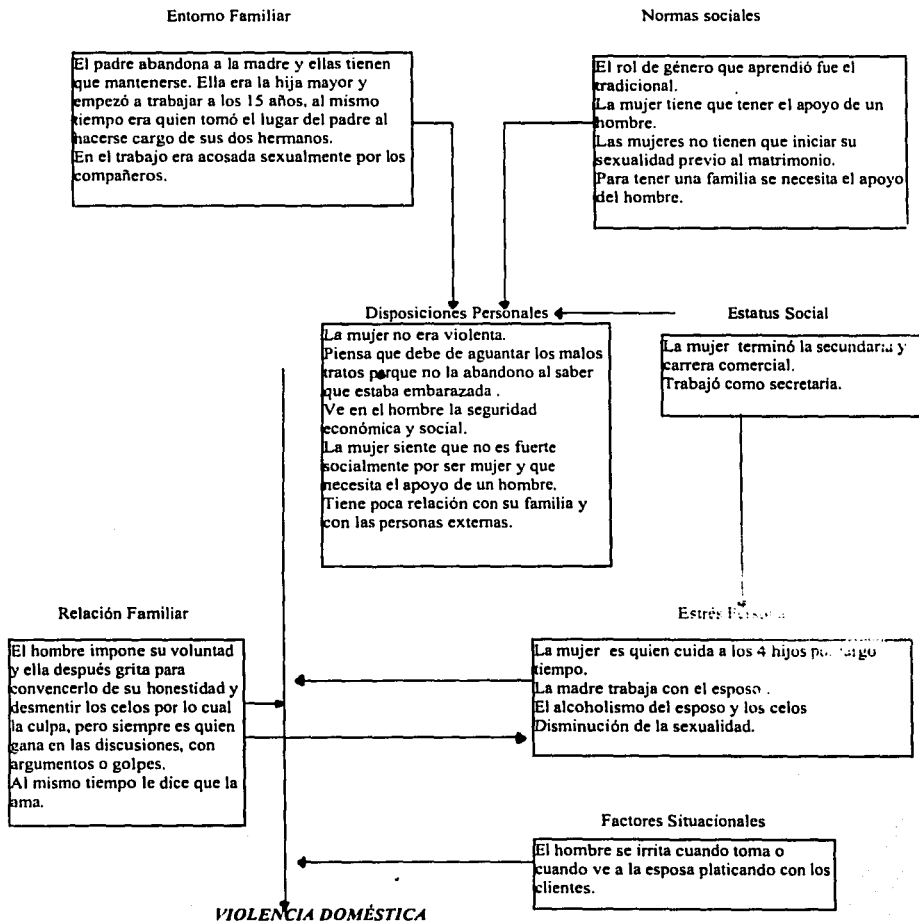 Entorno Familiar
El padre abandona a la madre y ellas tienen
que mantenerse. Ella era la hija mayor y
empezó a trabajar a los 15 años, al mismo
tiempo era quien tomó el lugar del padre al
hacerse cargo de sus dos hermanos.
En el trabajo era acosada sexualmente por los
compañeros.
Normas sociales
El rol de género que aprendió fue el
tradicional.
La mujer tiene que tener el apoyo de un
hombre.
Las mujeres no tienen que iniciar su
sexualidad previo al matrimonio.
Para tener una familia se necesita el apoyo
del hombre.
Disposiciones Personales
La mujer no era violenta.
Piensa que debe de aguantar los malos
tratos porque no la abandono al saber
que estaba embarazada .
Ve en el hombre la seguridad
económica y social.
La mujer siente que no es fuerte
socialmente por ser mujer y que
necesita el apoyo de un hombre.
Tiene poca relación con su familia y
con las personas externas.
Estatus Social
La mujer terminó la secundaria y
carrera comercial.
Trabajó como secretaria.
Relación Familiar
El hombre impone su voluntad
y ella después grita para
convencerlo de su honestidad y
desmentir los celos por lo cual
la culpa, pero siempre es quien
gana en las discusiones, con
argumentos o golpes.
Al mismo tiempo le dice que la
ama.
Estrés
La mujer es quien cuida a los 4 hijos
tiempo.
La madre trabaja con el esposo .
El alcoholismo del esposo y los celos
Disminución de la sexualidad.
Factores Situacionales
El hombre se irrita cuando toma o
cuando ve a la esposa platicando con los
clientes.
VIOLENCIA DOMÉSTICA